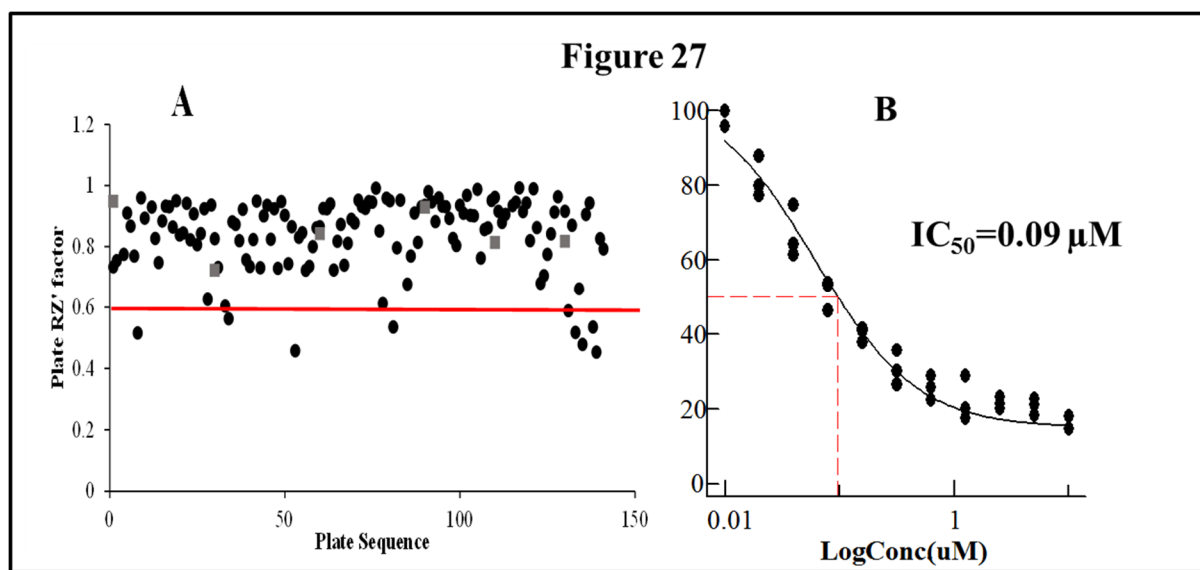 Figure 27
A
1.2
1
0.8
0.6
0.4
0.2
0
0
50
100
150
Plate RZ' factor
Plate Sequence
B
100
80
60
40
20
0
0.01
1
IC₅₀=0.09 µM
LogConc(uM)